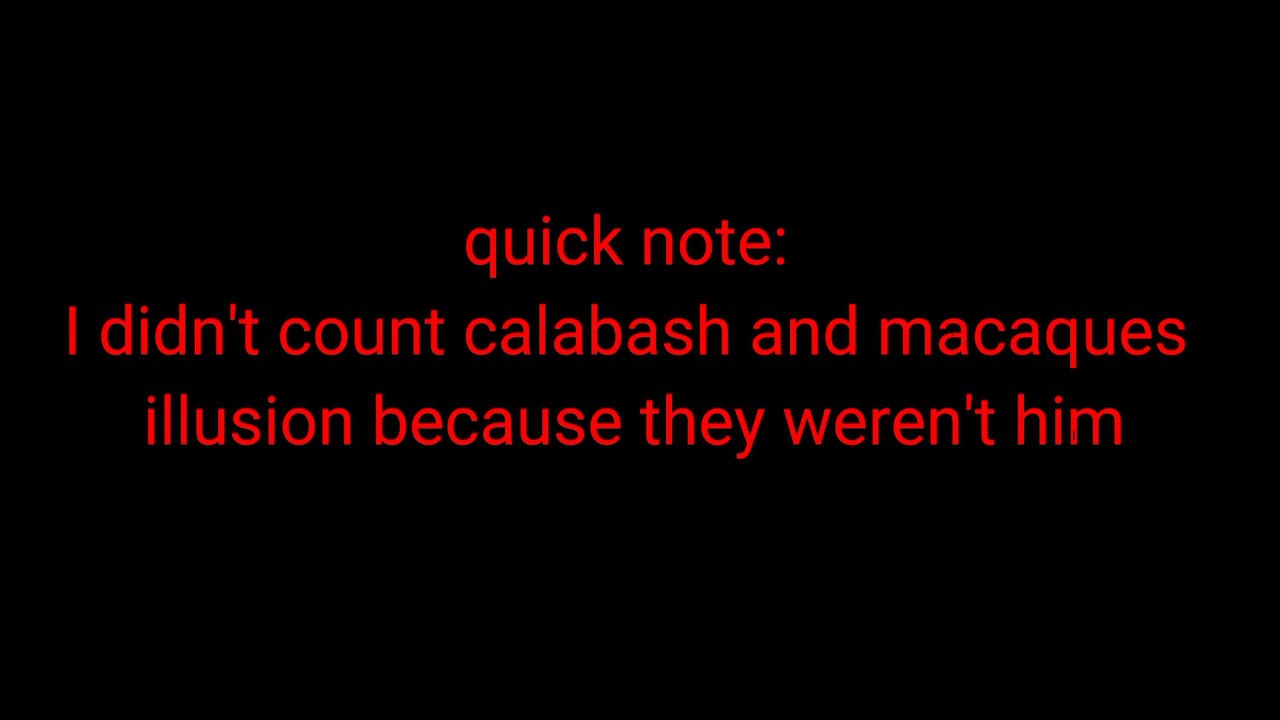 quick note:
I didn't count calabash and macaques
illusion because they weren't him